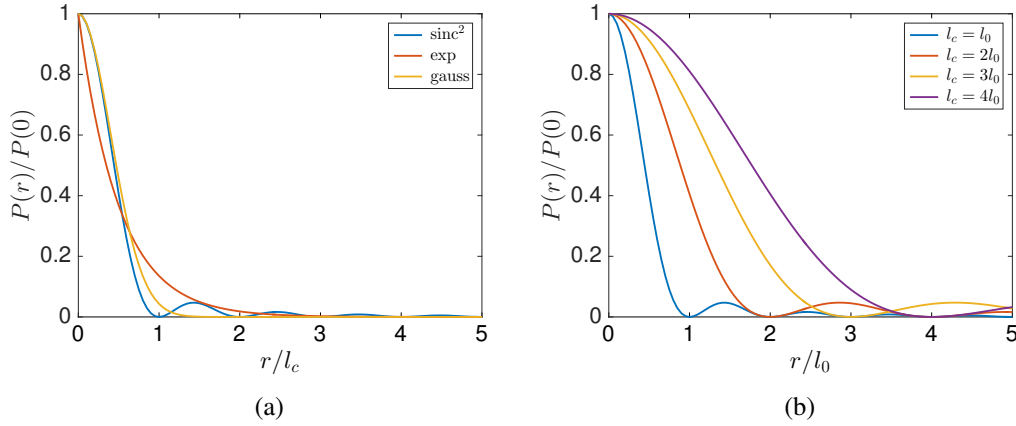 1
0.8
0.6
0.4
0.2
0
P(r)/P(0)
sinc²
exp
gauss
0 1 2 3 4 5
r/l_c
(a)
1
0.8
0.6
0.4
0.2
0
P(r)/P(0)
l_c = l_0
l_c = 2l_0
l_c = 3l_0
l_c = 4l_0
0 1 2 3 4 5
r/l_0
(b)